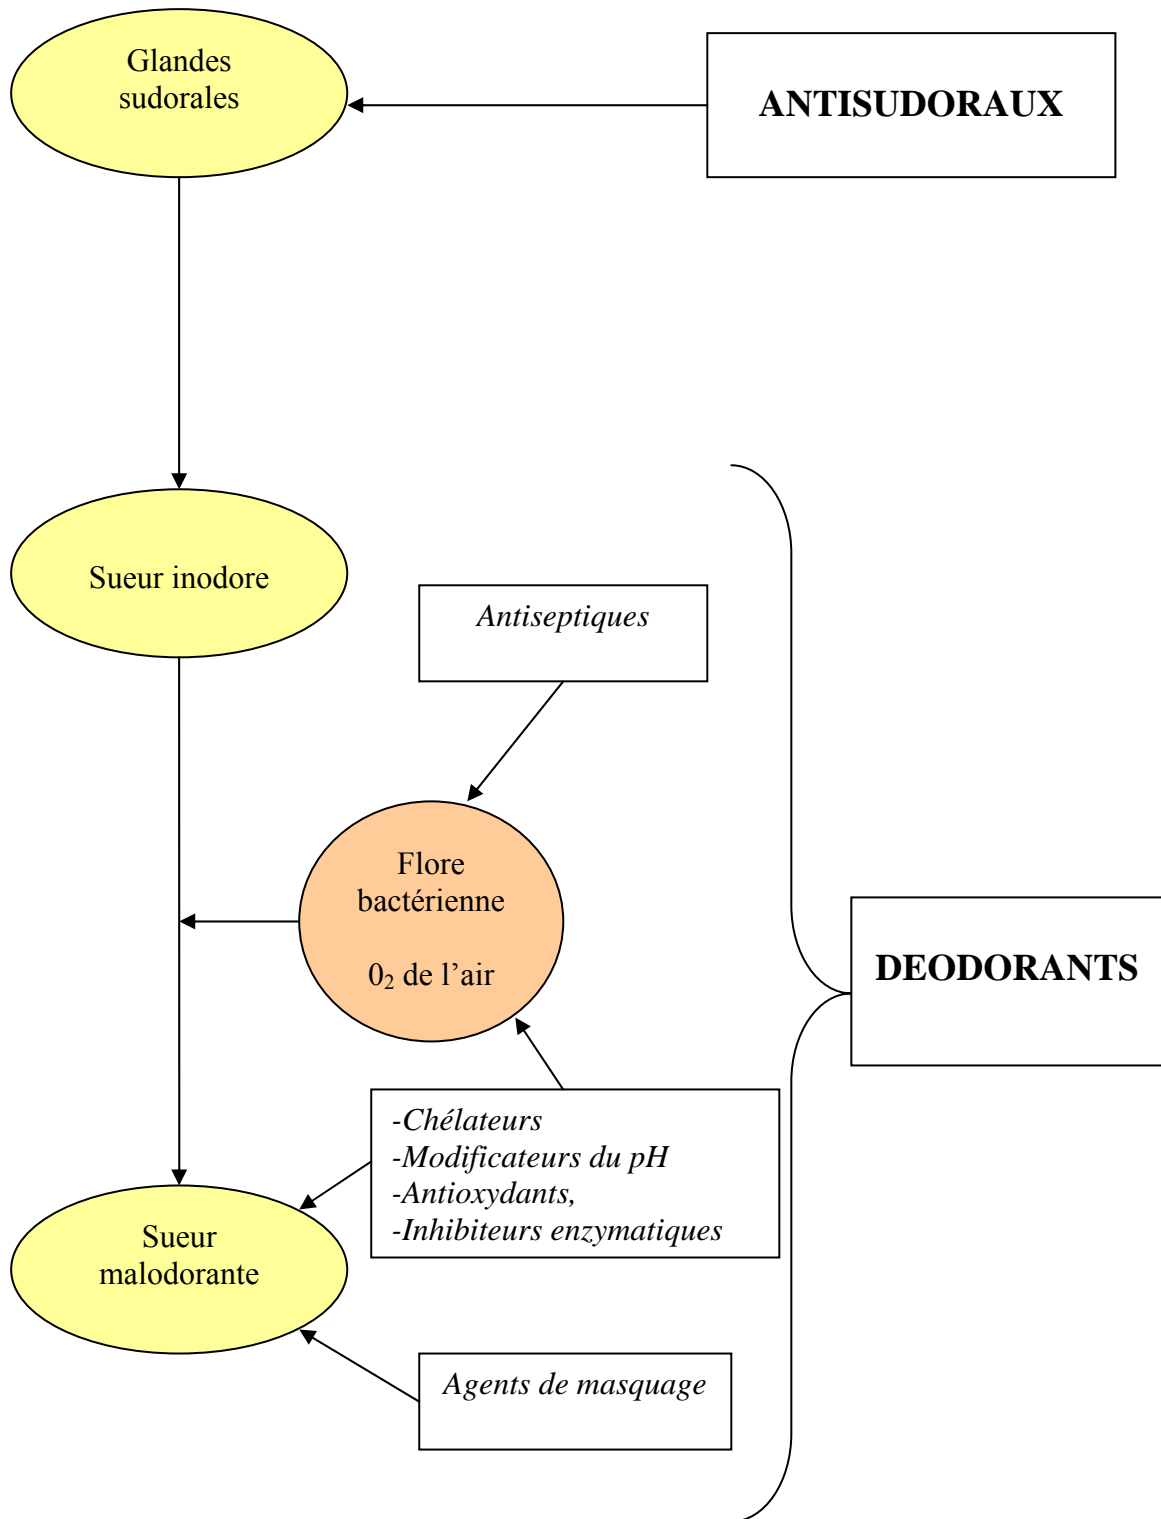 Glandes
sudorales
ANTISUDORAUX
Sueur inodore
Antiseptiques
Flore
bactérienne
0₂ de l’air
DEODORANTS
-Chélateurs
-Modificateurs du pH
-Antioxydants,
-Inhibiteurs enzymatiques
Sueur
malodorante
Agents de masquage